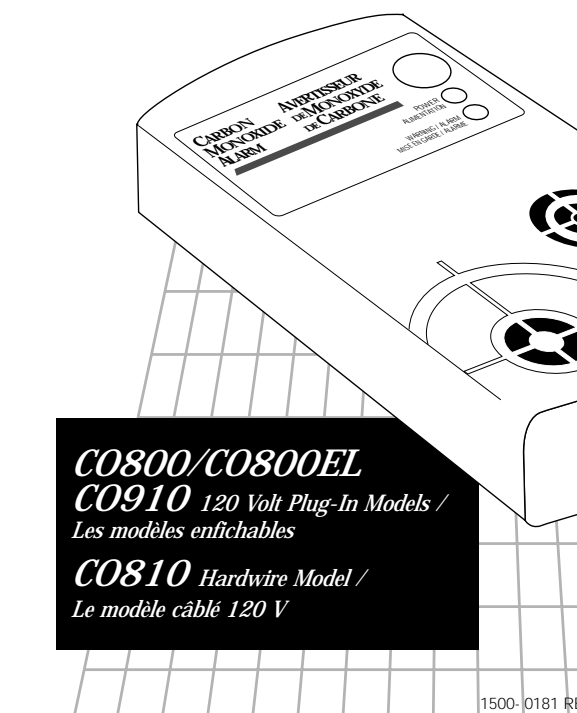 CARBON
MONOXIDE
ALARM
AVERTISSEUR
DE MONOXYDE
DE CARBONE
POWER
ALIMENTATION
WARNING / ALARM
MISE EN GARDE / ALARME
CO800/CO800EL
CO910 120 Volt Plug-In Models /
Les modèles enfichables
CO810 Hardwire Model /
Le modèle câblé 120 V
1500-0181 RE